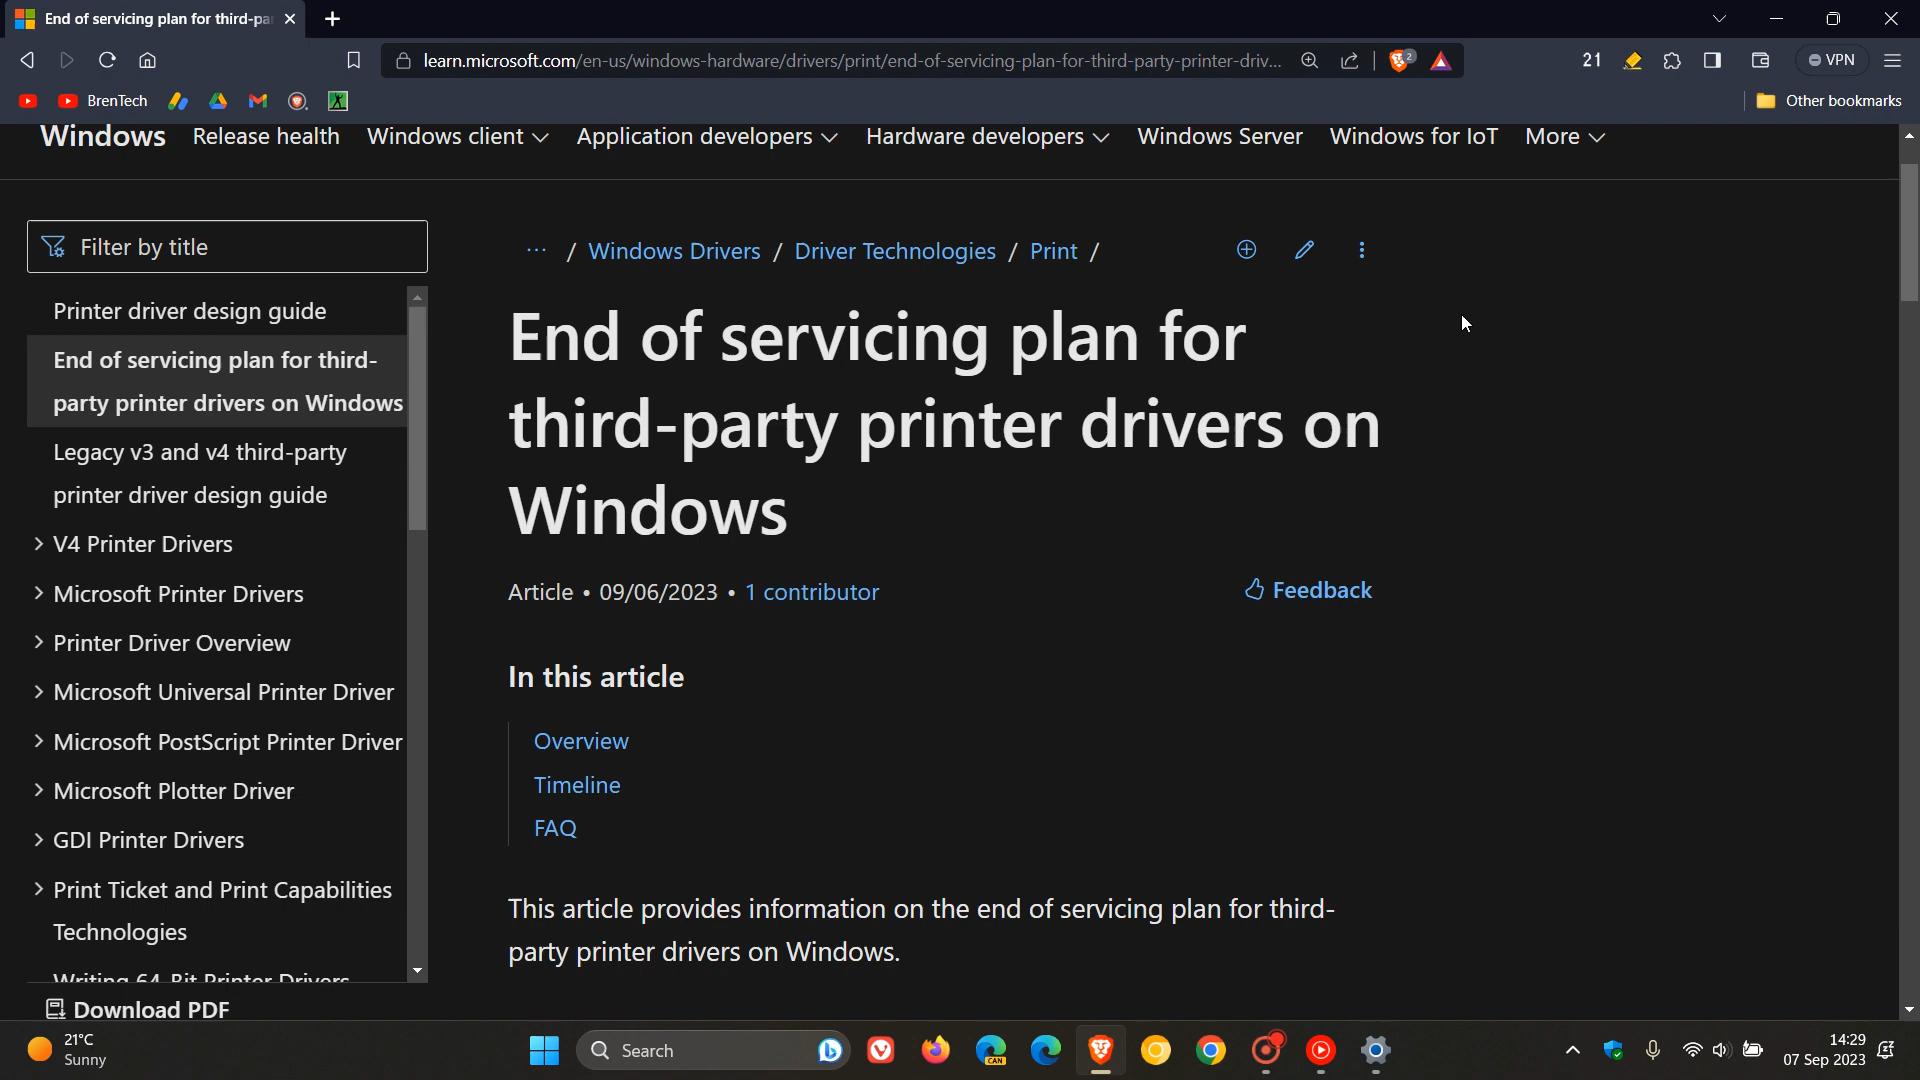 End of servicing plan for third-pa
learn.microsoft.com/en-us/windows-hardware/drivers/print/end-of-servicing-plan-for-third-party-printer-driv...
2
21
VPN
BrenTech
Other bookmarks
Windows
Release health
Windows client
Application developers
Hardware developers
Windows Server
Windows for IoT
More
Filter by title
Printer driver design guide
End of servicing plan for third-
party printer drivers on Windows
Legacy v3 and v4 third-party
printer driver design guide
V4 Printer Drivers
Microsoft Printer Drivers
Printer Driver Overview
Microsoft Universal Printer Driver
Microsoft PostScript Printer Driver
Microsoft Plotter Driver
GDI Printer Drivers
Print Ticket and Print Capabilities
Technologies
Writing 64-Bit Printer Drivers
Download PDF
... / Windows Drivers / Driver Technologies / Print /
End of servicing plan for
third-party printer drivers on
Windows
Article • 09/06/2023 • 1 contributor
Feedback
In this article
Overview
Timeline
FAQ
This article provides information on the end of servicing plan for third-
party printer drivers on Windows.
21°C
Sunny
Search
CAN
14:29
07 Sep 2023